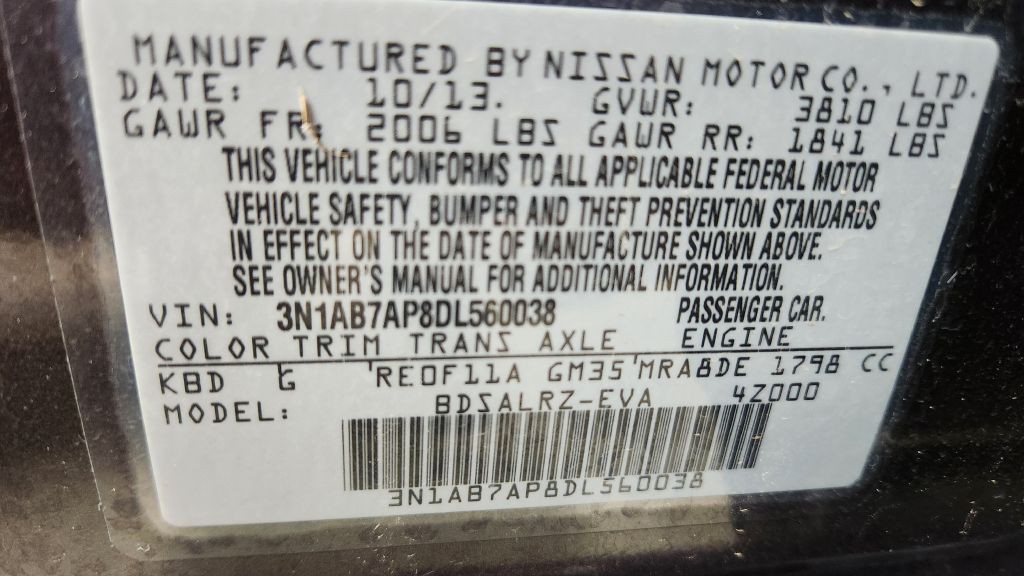 MANUFACTURED BY NISSAN MOTOR CO., LTD.
DATE: 10/13. GVWR: 3810 LBS
GAWR FR: 2006 LBS GAWR RR: 1841 LBS
THIS VEHICLE CONFORMS TO ALL APPLICABLE FEDERAL MOTOR
VEHICLE SAFETY, BUMPER AND THEFT PREVENTION STANDARDS
IN EFFECT ON THE DATE OF MANUFACTURE SHOWN ABOVE.
SEE OWNER'S MANUAL FOR ADDITIONAL INFORMATION.
VIN: 3N1AB7AP8DL560038 PASSENGER CAR.
COLOR TRIM TRANS AXLE ENGINE
KBD G RE0F11A GM35 MRA8DE 1798 CC
MODEL: BDSALRZ-EVA 4Z000
3N1AB7AP8DL560038